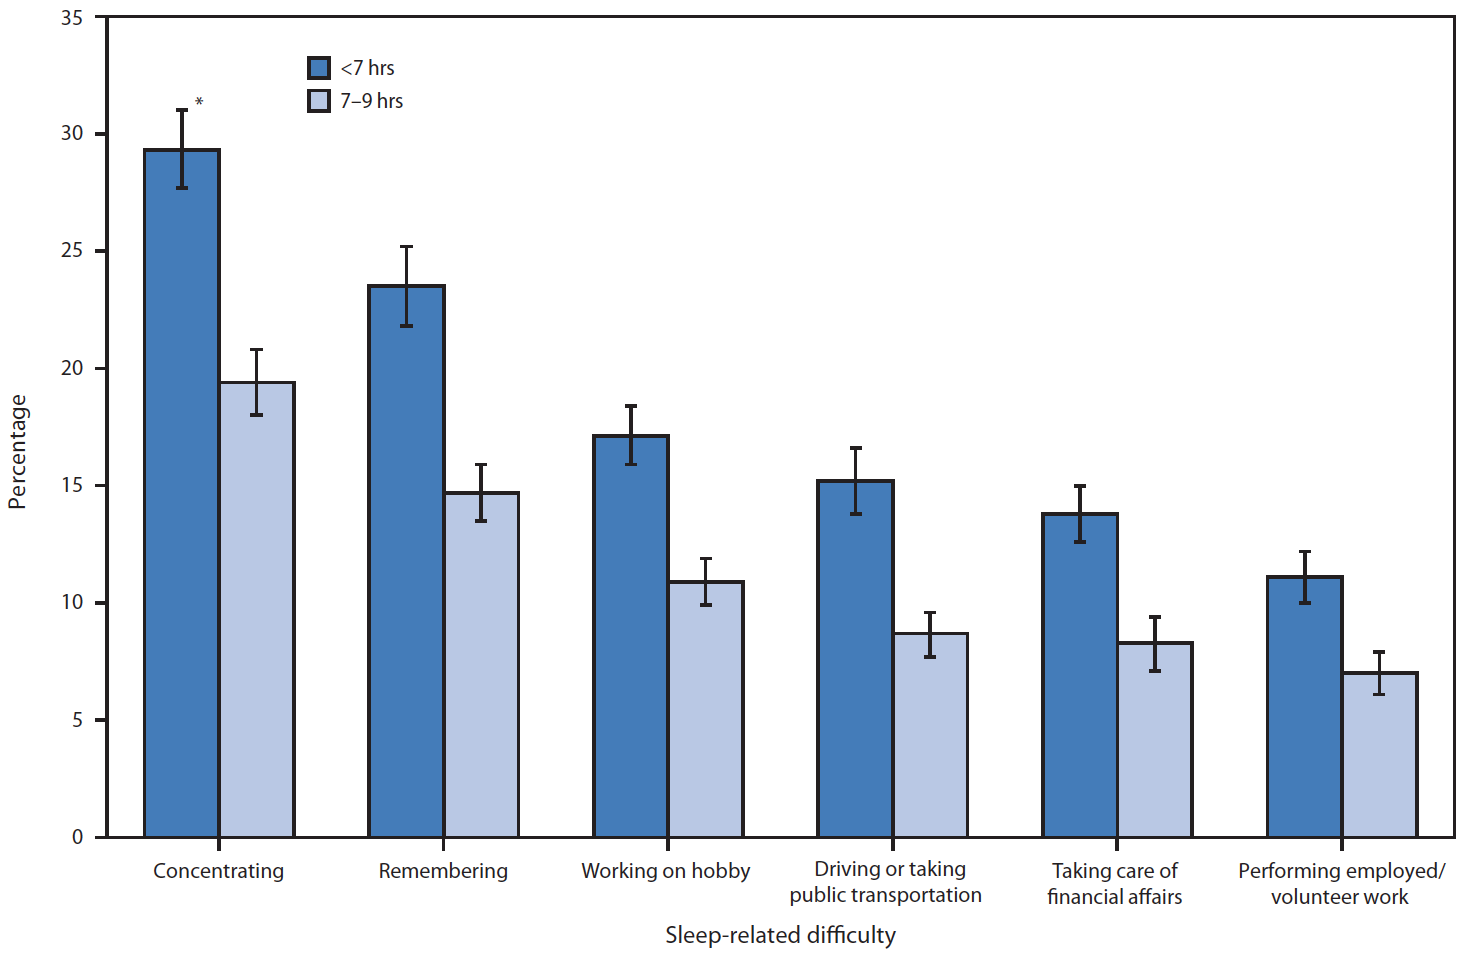 35
30
25
20
15
10
5
0
Percentage
*
<7 hrs
7–9 hrs
Concentrating
Remembering
Working on hobby
Driving or taking
public transportation
Taking care of
financial affairs
Performing employed/
volunteer work
Sleep-related difficulty